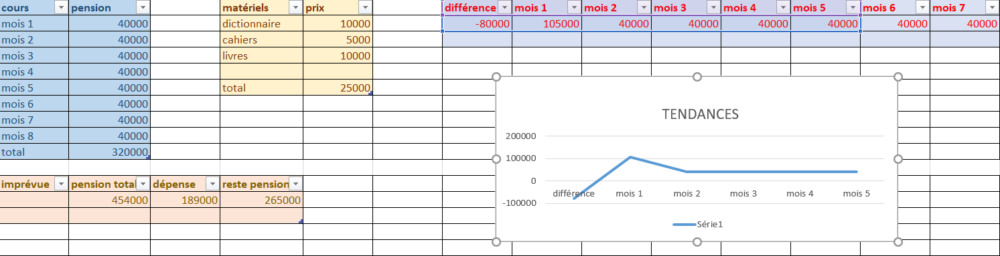 cours pension matériels prix différence mois 1 mois 2 mois 3 mois 4 mois 5 mois 6 mois 7
mois 1 40000 dictionnaire 10000 -80000 105000 40000 40000 40000 40000 40000 40000
mois 2 40000 cahiers 5000
mois 3 40000 livres 10000
mois 4 40000
mois 5 40000 total 25000
mois 6 40000
mois 7 40000
mois 8 40000
total 320000
imprévue pension total dépense reste pension
454000 189000 265000
TENDANCES
200000
100000
0
-100000
différence mois 1 mois 2 mois 3 mois 4 mois 5
Série1